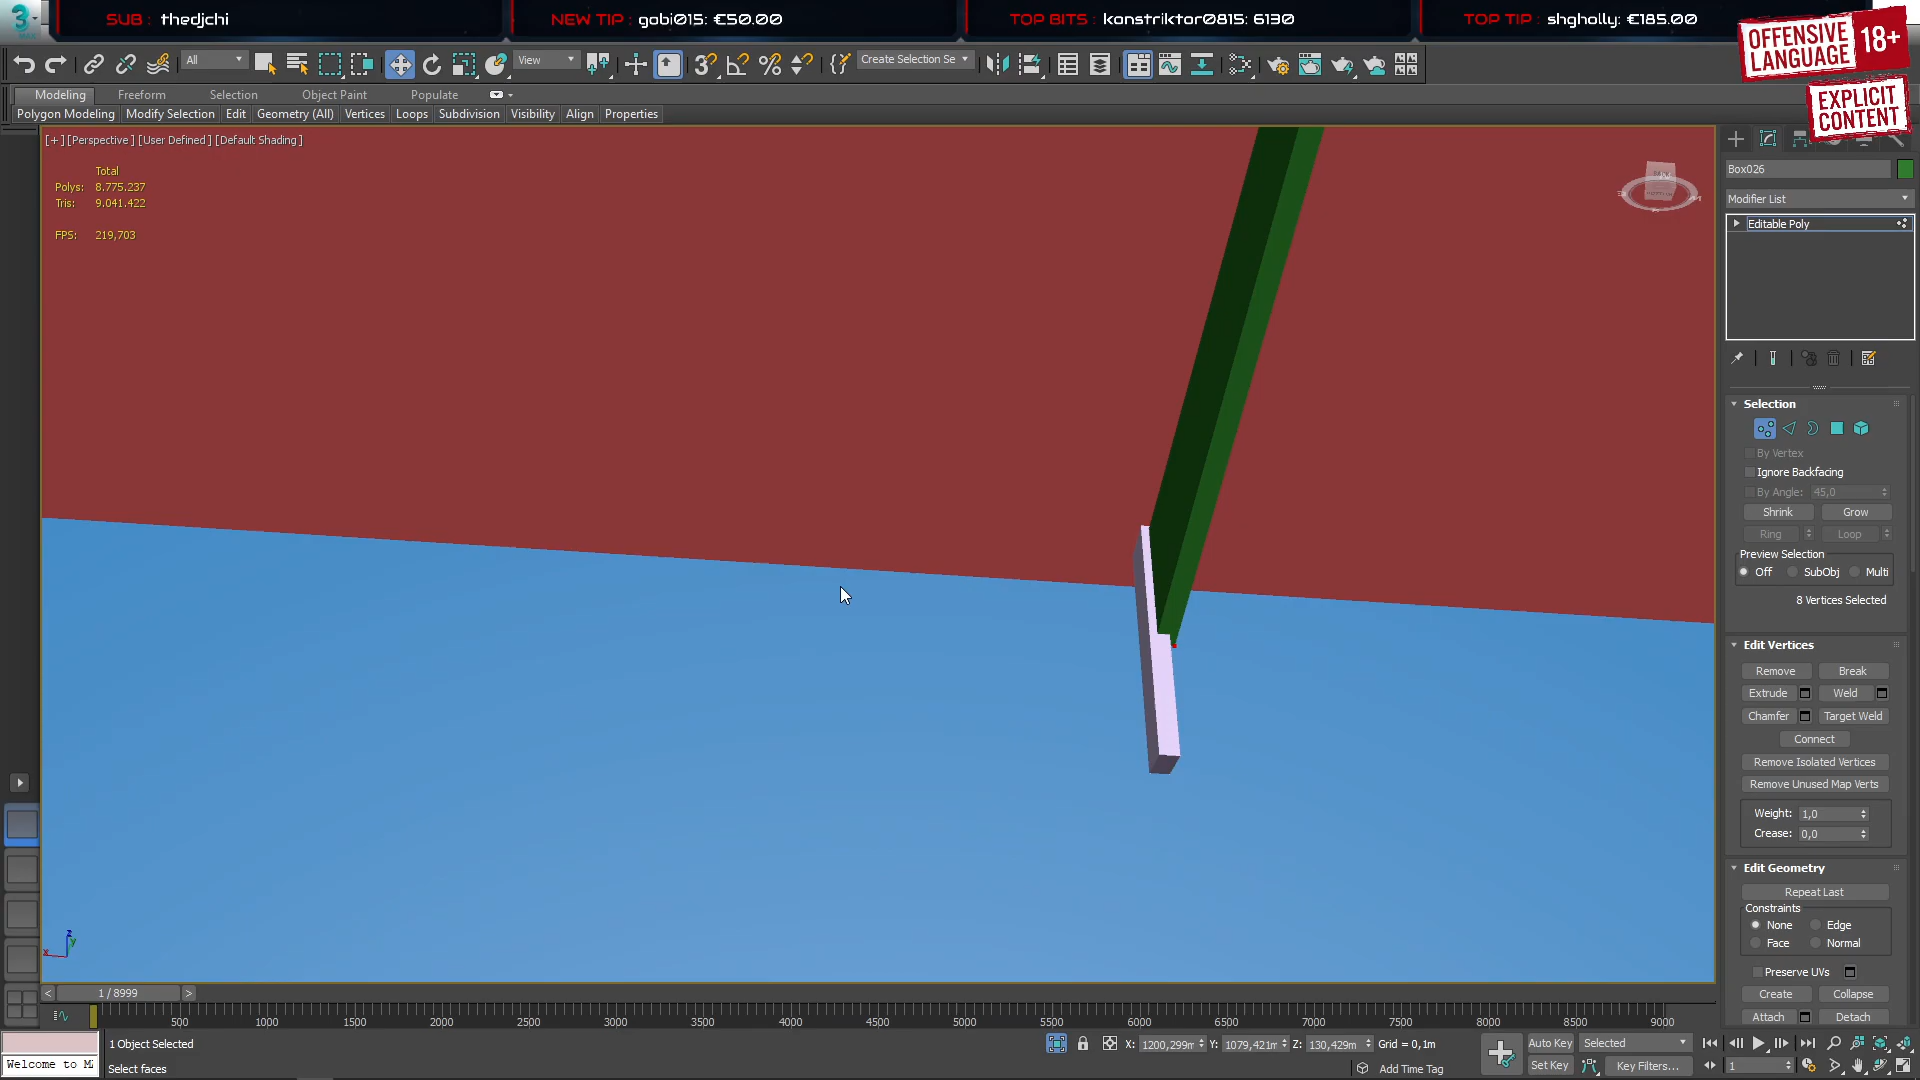 SUB : thedjchi
NEW TIP : gobi015: €50.00
TOP BITS : konstriktor0815: 6130
TOP TIP : shgholly: €185.00
OFFENSIVE LANGUAGE 18+
EXPLICIT CONTENT
3
MAX
All
View
Create Selection Se
Modeling
Freeform
Selection
Object Paint
Populate
Polygon Modeling
Modify Selection
Edit
Geometry (All)
Vertices
Loops
Subdivision
Visibility
Align
Properties
[+] [Perspective] [User Defined] [Default Shading]
Total
Polys: 8.775.237
Tris: 9.041.422
FPS: 219,703
Box026
Modifier List
Editable Poly
Selection
By Vertex
Ignore Backfacing
By Angle: 45,0
Shrink
Grow
Ring
Loop
Preview Selection
Off
SubObj
Multi
8 Vertices Selected
Edit Vertices
Remove
Break
Extrude
Weld
Chamfer
Target Weld
Connect
Remove Isolated Vertices
Remove Unused Map Verts
Weight: 1,0
Crease: 0,0
Edit Geometry
Repeat Last
Constraints
None
Edge
Face
Normal
Preserve UVs
Create
Collapse
Attach
Detach
z
y
x
< 1 / 8999 >
500 1000 1500 2000 2500 3000 3500 4000 4500 5000 5500 6000 6500 7000 7500 8000 8500 9000
1 Object Selected
X: 1200,299m Y: 1079,421m Z: 130,429m Grid = 0,1m
Auto Key
Selected
Welcome to M
Select faces
Add Time Tag
Set Key
Key Filters...
1